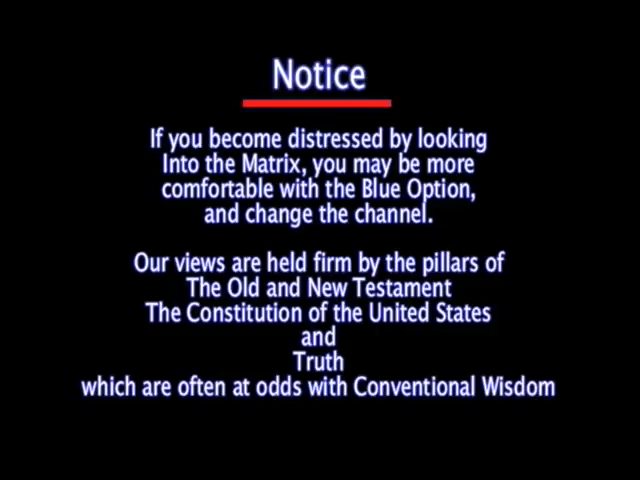 Notice
If you become distressed by looking
Into the Matrix, you may be more
comfortable with the Blue Option,
and change the channel.
Our views are held firm by the pillars of
The Old and New Testament
The Constitution of the United States
and
Truth
which are often at odds with Conventional Wisdom